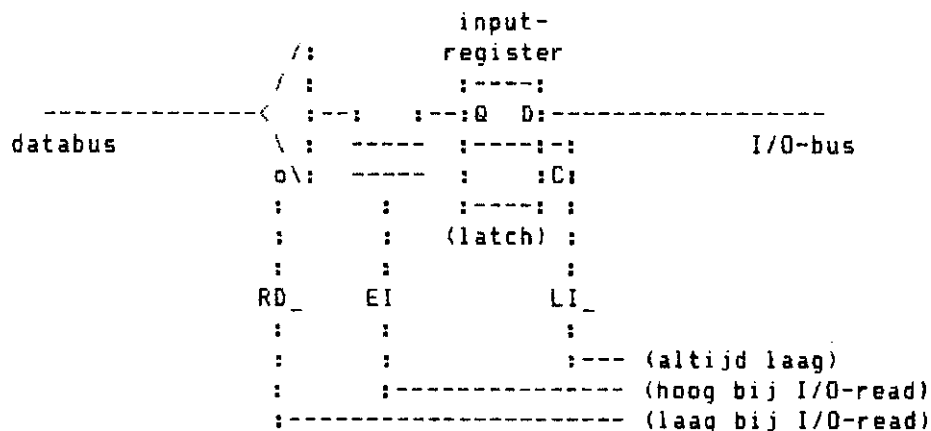 input-
register
Q D
databus
I/O-bus
C
(latch)
RD_ EI LI_
(altijd laag)
(hoog bij I/O-read)
(laag bij I/O-read)